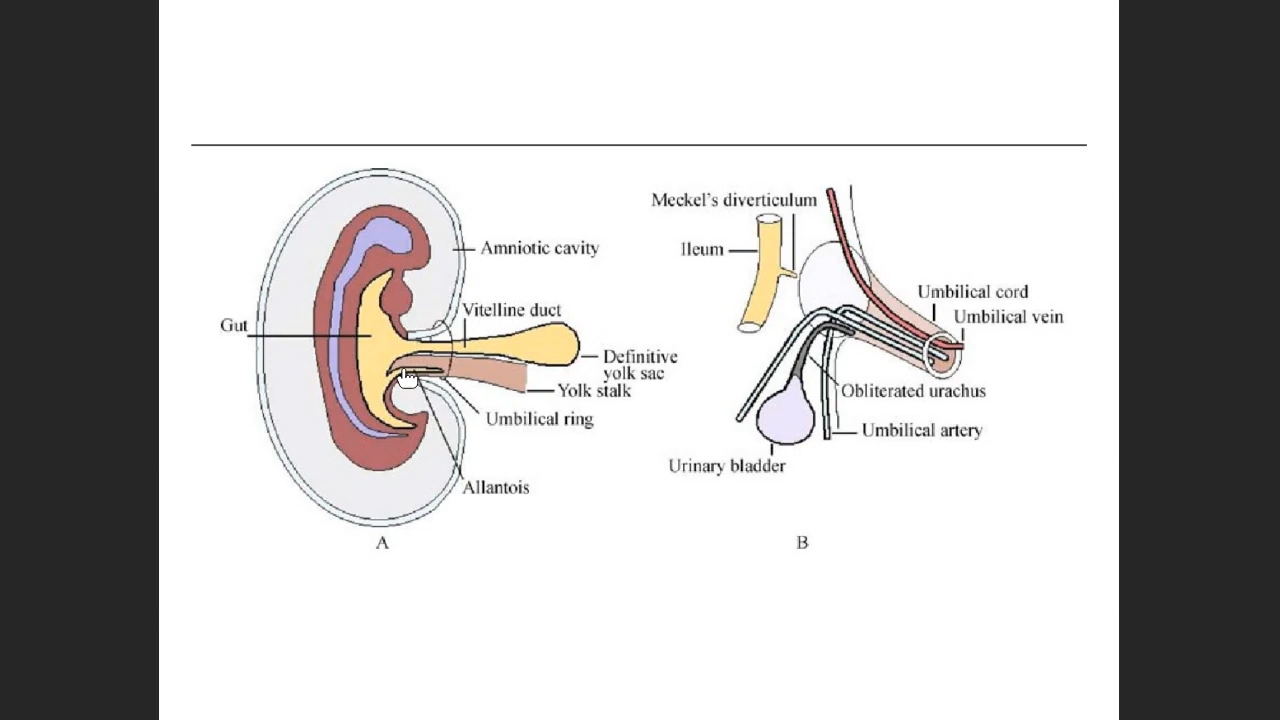 Amniotic cavity
Gut
Vitelline duct
Definitive
yolk sac
Yolk stalk
Umbilical ring
Allantois
A
Meckel's diverticulum
Ileum
Umbilical cord
Umbilical vein
Obliterated urachus
Umbilical artery
Urinary bladder
B